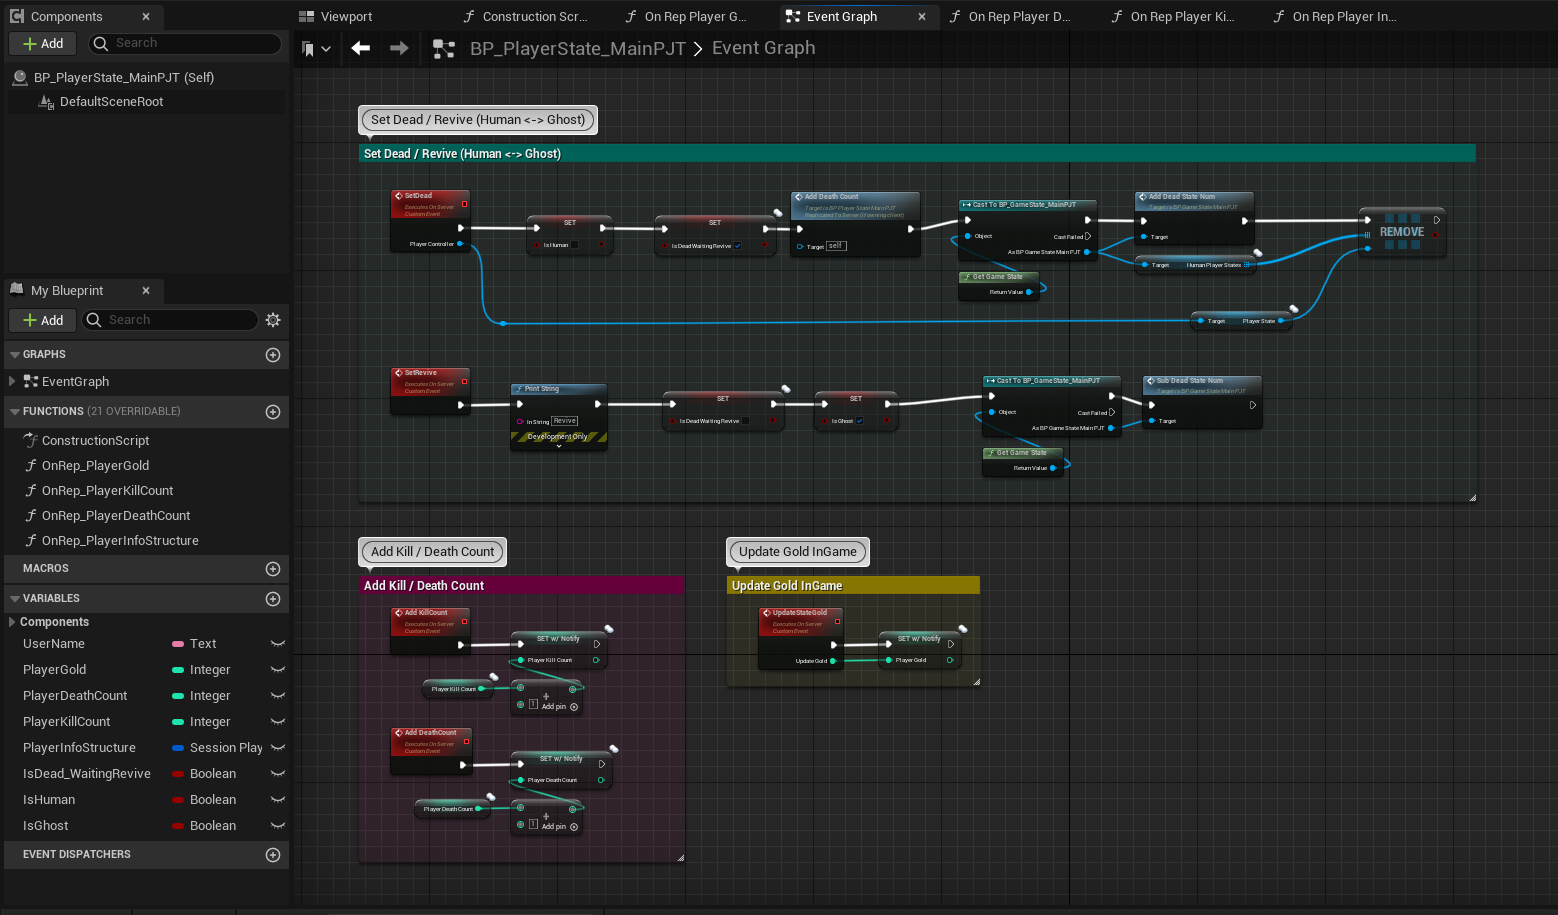 Components
Add
Search
BP_PlayerState_MainPJT (Self)
DefaultSceneRoot
My Blueprint
Add
Search
GRAPHS
EventGraph
FUNCTIONS (21 OVERRIDABLE)
ConstructionScript
OnRep_PlayerGold
OnRep_PlayerKillCount
OnRep_PlayerDeathCount
OnRep_PlayerInfoStructure
MACROS
VARIABLES
Components
UserName Text
PlayerGold Integer
PlayerDeathCount Integer
PlayerKillCount Integer
PlayerInfoStructure Session Play
IsDead_WaitingRevive Boolean
IsHuman Boolean
IsGhost Boolean
EVENT DISPATCHERS
Viewport
Construction Scr...
On Rep Player G...
Event Graph
On Rep Player D...
On Rep Player Ki...
On Rep Player In...
BP_PlayerState_MainPJT > Event Graph
Set Dead / Revive (Human <-> Ghost)
Set Dead / Revive (Human <-> Ghost)
SetDead
Executes On Server
Custom Event
Player Controller
SET
Is Human
SET
Is Dead Waiting Revive
Add Death Count
Target is BP Player State Main PJT
Replicated To Server (if owning client)
Target self
Cast To BP_GameState_MainPJT
Object
Cast Failed
As BP Game State Main PJT
Get Game State
Return Value
Add Dead State Num
Target is BP Game State Main PJT
Target
Target Human Player States
REMOVE
Target Player State
SetRevive
Executes On Server
Custom Event
Print String
In String Revive
Development Only
SET
Is Dead Waiting Revive
SET
Is Ghost
Cast To BP_GameState_MainPJT
Object
Cast Failed
As BP Game State Main PJT
Get Game State
Return Value
Sub Dead State Num
Target is BP Game State Main PJT
Target
Add Kill / Death Count
Add Kill / Death Count
Add KillCount
Executes On Server
Custom Event
SET w/ Notify
Player Kill Count
Player Kill Count
1 Add pin
Add DeathCount
Executes On Server
Custom Event
SET w/ Notify
Player Death Count
Player Death Count
1 Add pin
Update Gold InGame
Update Gold InGame
UpdateStateGold
Executes On Server
Custom Event
Update Gold
SET w/ Notify
Player Gold